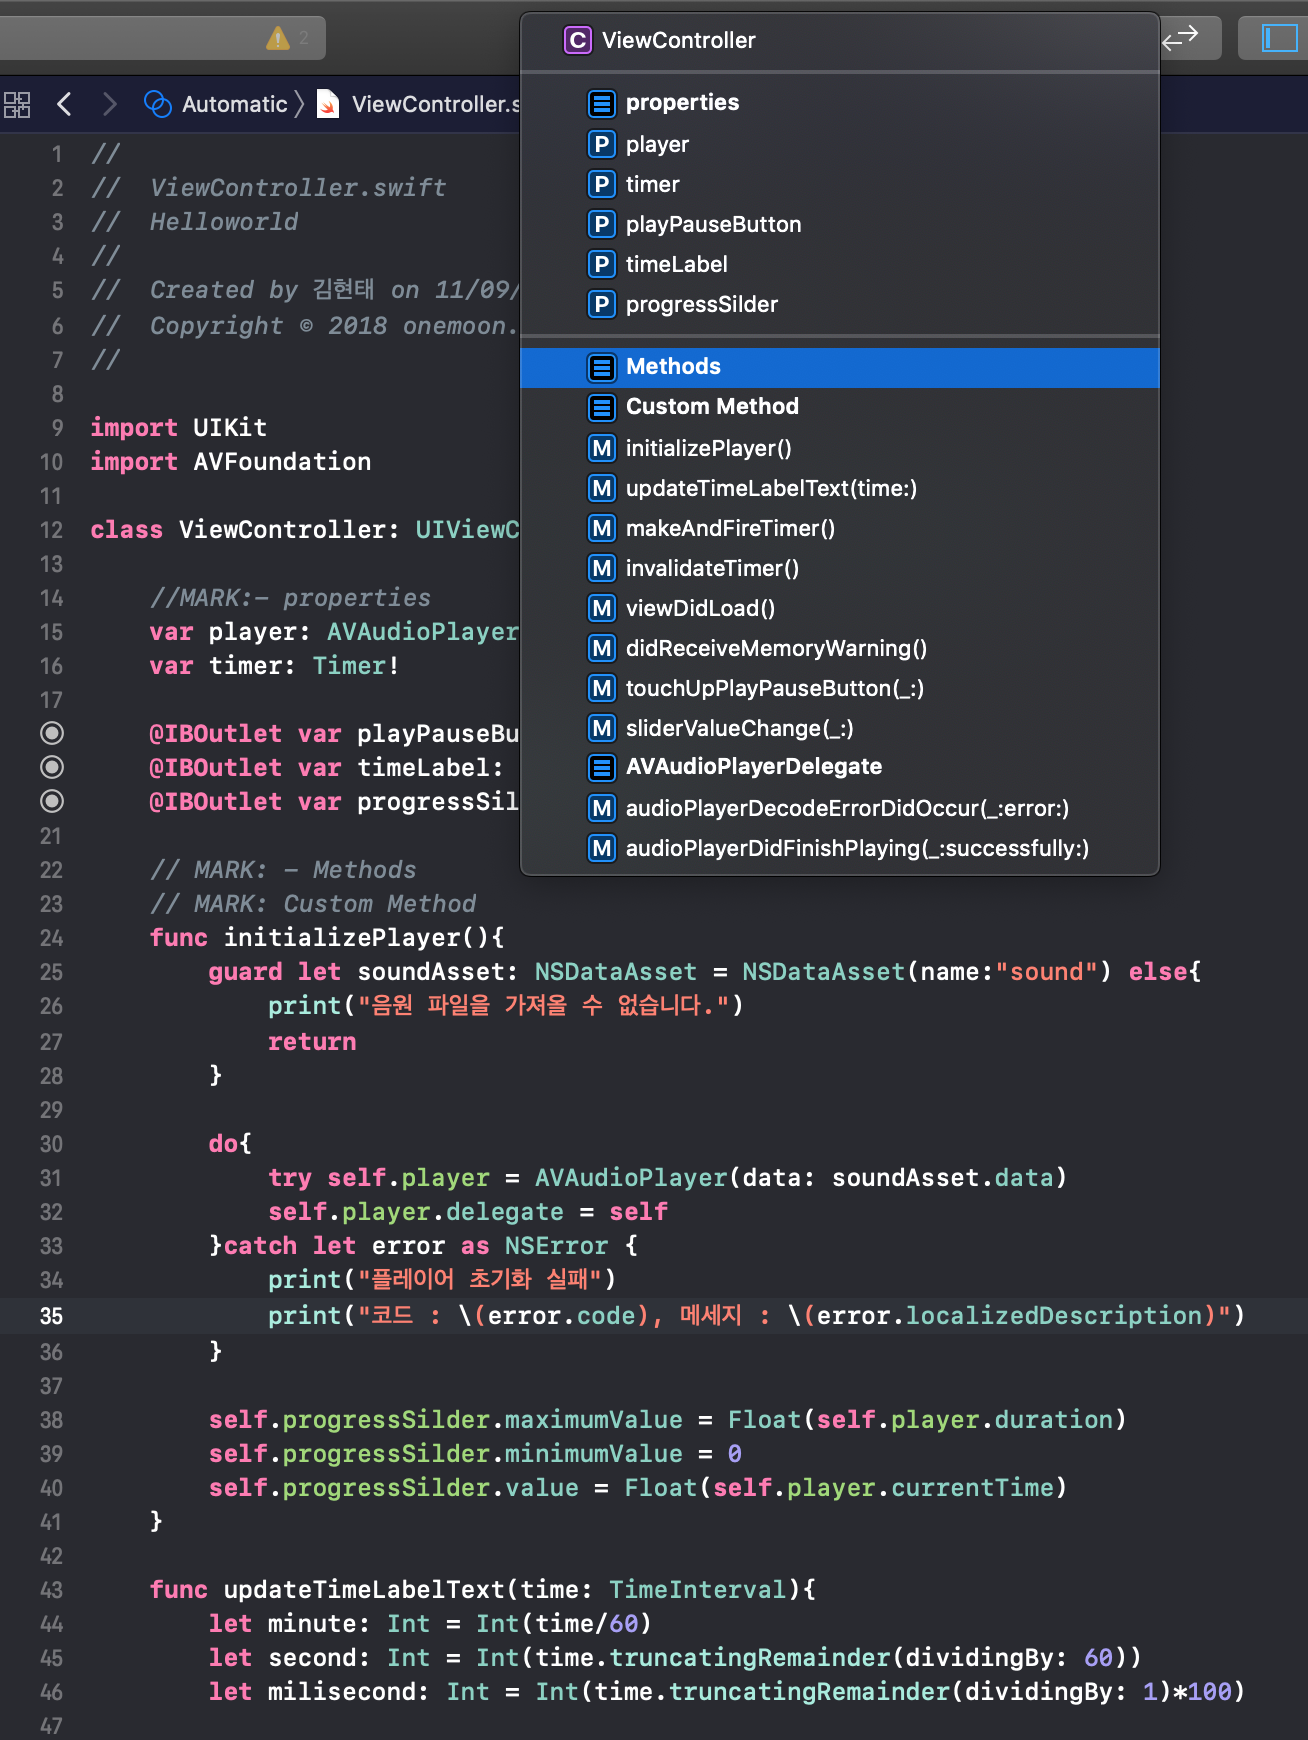 2
C ViewController
Automatic 〉 ViewController.s
properties
P player
P timer
P playPauseButton
P timeLabel
P progressSilder
Methods
Custom Method
M initializePlayer()
M updateTimeLabelText(time:)
M makeAndFireTimer()
M invalidateTimer()
M viewDidLoad()
M didReceiveMemoryWarning()
M touchUpPlayPauseButton(_:)
M sliderValueChange(_:)
AVAudioPlayerDelegate
M audioPlayerDecodeErrorDidOccur(_:error:)
M audioPlayerDidFinishPlaying(_:successfully:)
1 //
2 //  ViewController.swift
3 //  Helloworld
4 //
5 //  Created by 김현태 on 11/09/
6 //  Copyright © 2018 onemoon.
7 //
8
9 import UIKit
10 import AVFoundation
11
12 class ViewController: UIViewC
13
14     //MARK:- properties
15     var player: AVAudioPlayer
16     var timer: Timer!
17
@IBOutlet var playPauseBu
@IBOutlet var timeLabel:
@IBOutlet var progressSil
21
22     // MARK: - Methods
23     // MARK: Custom Method
24     func initializePlayer(){
25         guard let soundAsset: NSDataAsset = NSDataAsset(name:"sound") else{
26             print("음원 파일을 가져올 수 없습니다.")
27             return
28         }
29
30         do{
31             try self.player = AVAudioPlayer(data: soundAsset.data)
32             self.player.delegate = self
33         }catch let error as NSError {
34             print("플레이어 초기화 실패")
35             print("코드 : \(error.code), 메세지 : \(error.localizedDescription)")
36         }
37
38         self.progressSilder.maximumValue = Float(self.player.duration)
39         self.progressSilder.minimumValue = 0
40         self.progressSilder.value = Float(self.player.currentTime)
41     }
42
43     func updateTimeLabelText(time: TimeInterval){
44         let minute: Int = Int(time/60)
45         let second: Int = Int(time.truncatingRemainder(dividingBy: 60))
46         let milisecond: Int = Int(time.truncatingRemainder(dividingBy: 1)*100)
47